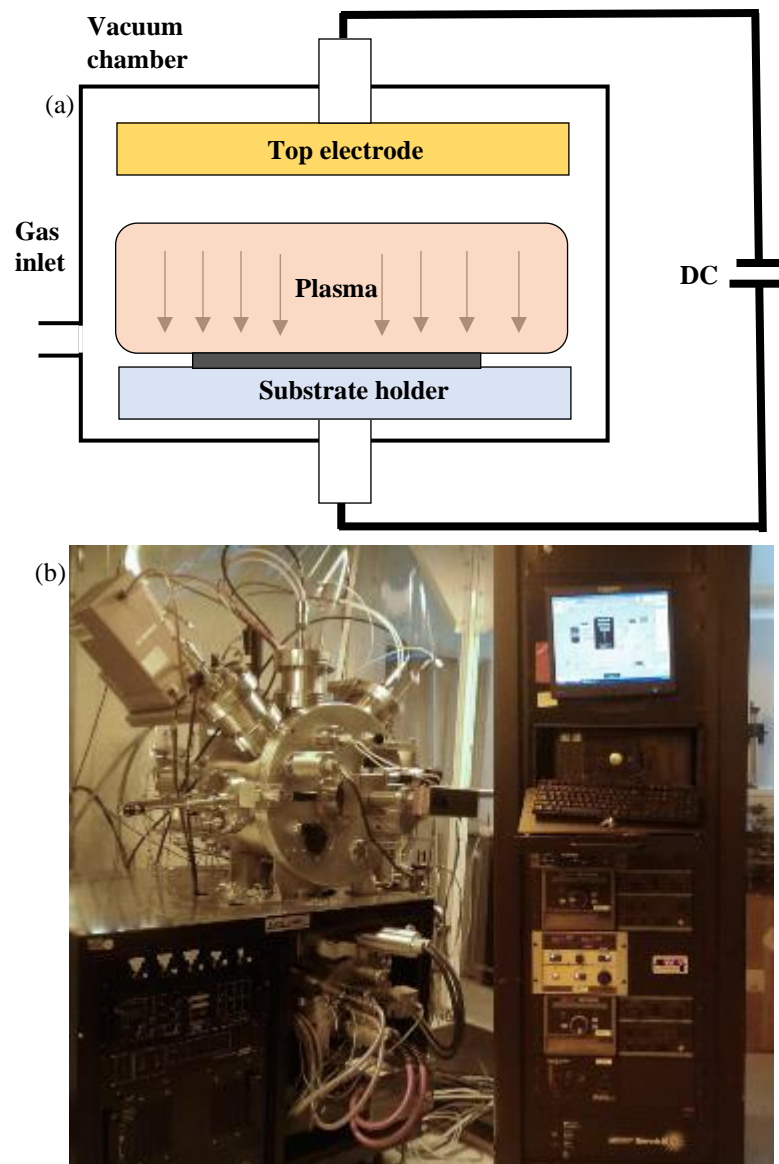 Vacuum
chamber
(a)
Top electrode
Gas
inlet
Plasma
DC
Substrate holder
(b)